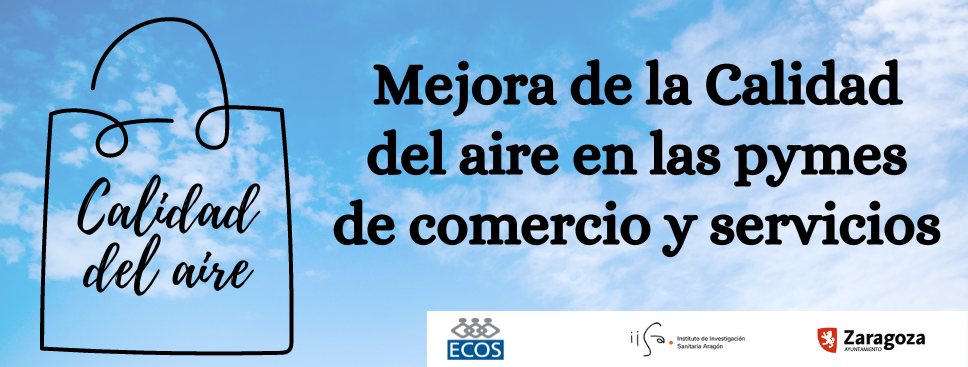 Calidad
del aire
Mejora de la Calidad
del aire en las pymes
de comercio y servicios
ECOS
iisa
Instituto de Investigación
Sanitaria Aragón
Zaragoza
AYUNTAMIENTO